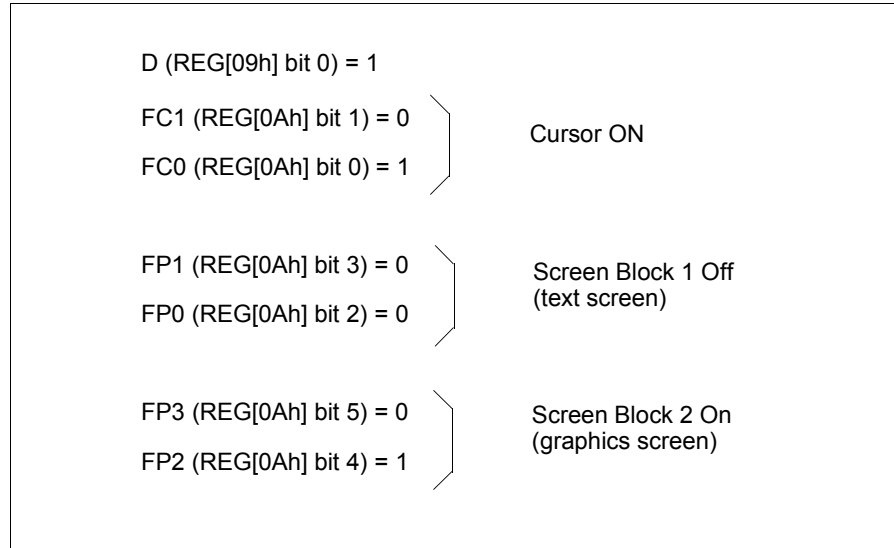 D (REG[09h] bit 0) = 1
FC1 (REG[0Ah] bit 1) = 0
FC0 (REG[0Ah] bit 0) = 1
Cursor ON
FP1 (REG[0Ah] bit 3) = 0
FP0 (REG[0Ah] bit 2) = 0
Screen Block 1 Off
(text screen)
FP3 (REG[0Ah] bit 5) = 0
FP2 (REG[0Ah] bit 4) = 1
Screen Block 2 On
(graphics screen)